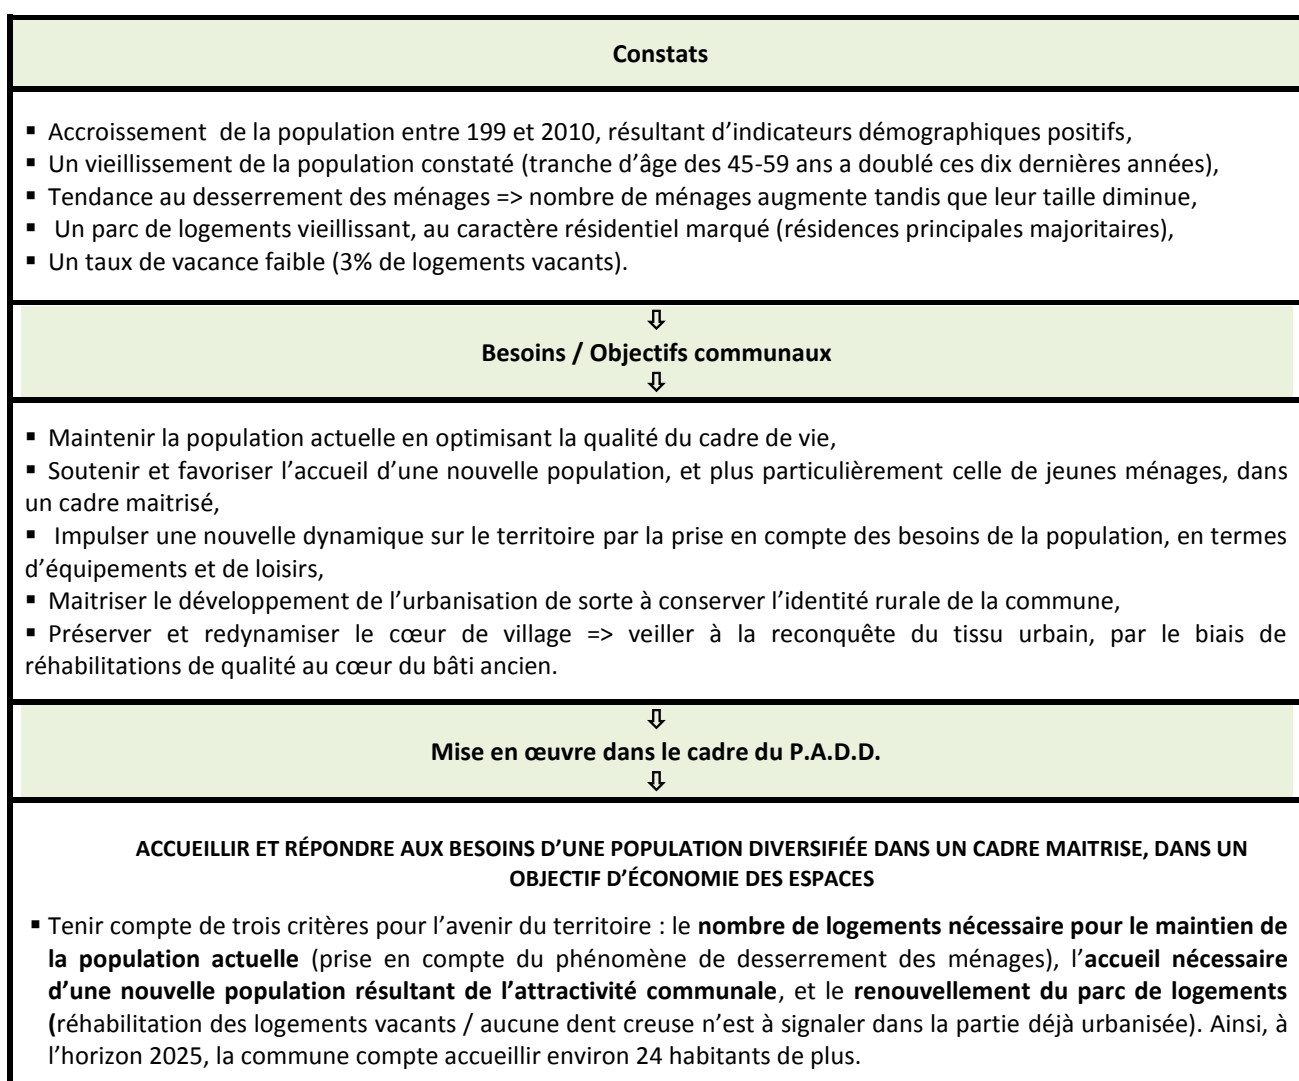 Constats
▪ Accroissement de la population entre 199 et 2010, résultant d'indicateurs démographiques positifs,
▪ Un vieillissement de la population constaté (tranche d'âge des 45-59 ans a doublé ces dix dernières années),
▪ Tendance au desserrement des ménages => nombre de ménages augmente tandis que leur taille diminue,
▪ Un parc de logements vieillissant, au caractère résidentiel marqué (résidences principales majoritaires),
▪ Un taux de vacance faible (3% de logements vacants).
⇩
Besoins / Objectifs communaux
⇩
▪ Maintenir la population actuelle en optimisant la qualité du cadre de vie,
▪ Soutenir et favoriser l'accueil d'une nouvelle population, et plus particulièrement celle de jeunes ménages, dans
un cadre maitrisé,
▪ Impulser une nouvelle dynamique sur le territoire par la prise en compte des besoins de la population, en termes
d'équipements et de loisirs,
▪ Maitriser le développement de l'urbanisation de sorte à conserver l'identité rurale de la commune,
▪ Préserver et redynamiser le cœur de village => veiller à la reconquête du tissu urbain, par le biais de
réhabilitations de qualité au cœur du bâti ancien.
⇩
Mise en œuvre dans le cadre du P.A.D.D.
⇩
ACCUEILLIR ET RÉPONDRE AUX BESOINS D'UNE POPULATION DIVERSIFIÉE DANS UN CADRE MAITRISE, DANS UN
OBJECTIF D'ÉCONOMIE DES ESPACES
▪ Tenir compte de trois critères pour l'avenir du territoire : le nombre de logements nécessaire pour le maintien de
la population actuelle (prise en compte du phénomène de desserrement des ménages), l'accueil nécessaire
d'une nouvelle population résultant de l'attractivité communale, et le renouvellement du parc de logements
(réhabilitation des logements vacants / aucune dent creuse n'est à signaler dans la partie déjà urbanisée). Ainsi, à
l'horizon 2025, la commune compte accueillir environ 24 habitants de plus.